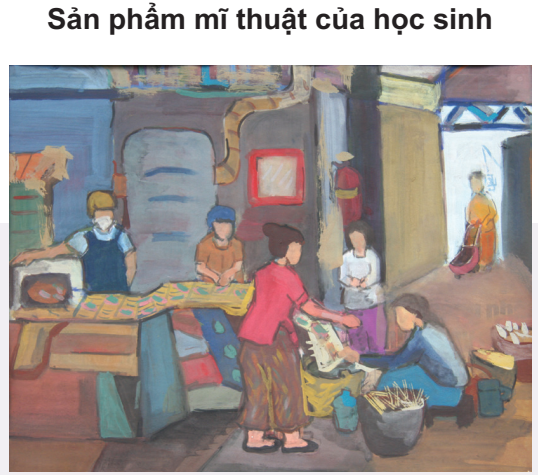 Sản phẩm mĩ thuật của học sinh